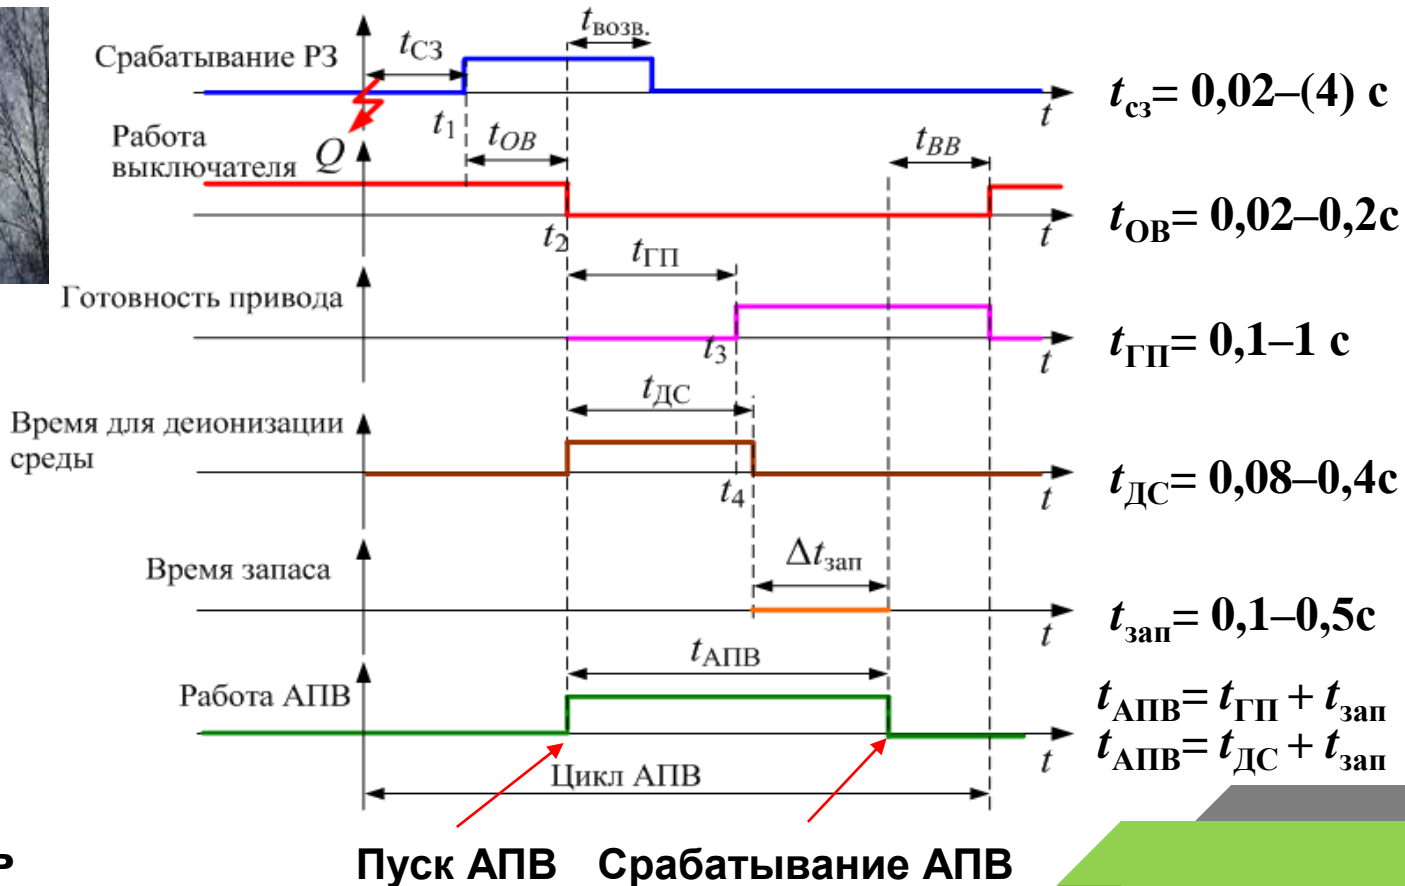 Срабатывание РЗ
tСЗ
tвозв.
t1
t
tсз= 0,02–(4) с
Работа
выключателя
Q
tОВ
tВВ
t2
t
tОВ= 0,02–0,2с
Готовность привода
tГП
t3
t
tГП= 0,1–1 с
Время для деионизации
среды
tДС
t4
t
tДС= 0,08–0,4с
Время запаса
Δtзап
t
tзап= 0,1–0,5с
Работа АПВ
tАПВ
t
tАПВ= tГП + tзап
tАПВ= tДС + tзап
Цикл АПВ
ь
Пуск АПВ
Срабатывание АПВ